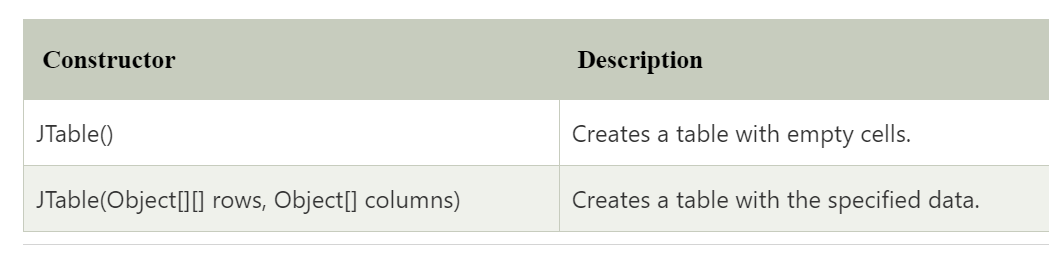 Constructor Description
JTable() Creates a table with empty cells.
JTable(Object[][] rows, Object[] columns) Creates a table with the specified data.